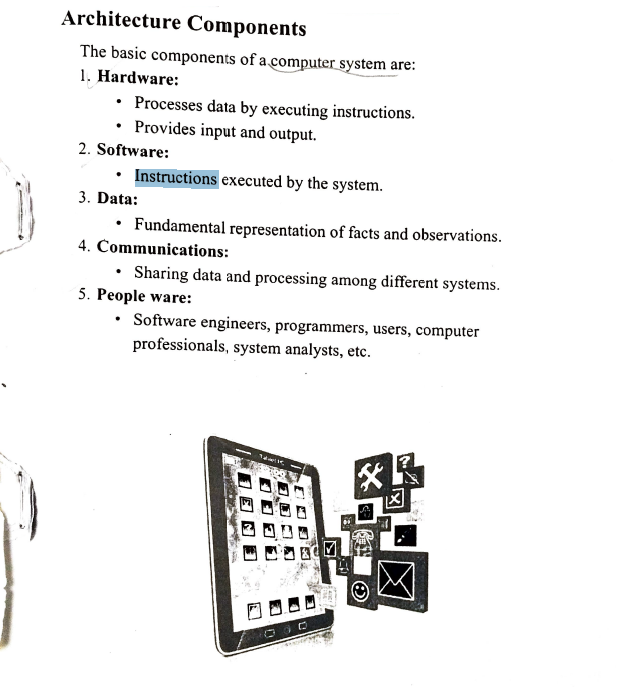 Architecture Components
The basic components of a computer system are:
1. Hardware:
• Processes data by executing instructions.
• Provides input and output.
2. Software:
• Instructions executed by the system.
3. Data:
• Fundamental representation of facts and observations.
4. Communications:
• Sharing data and processing among different systems.
5. People ware:
• Software engineers, programmers, users, computer
professionals, system analysts, etc.
?